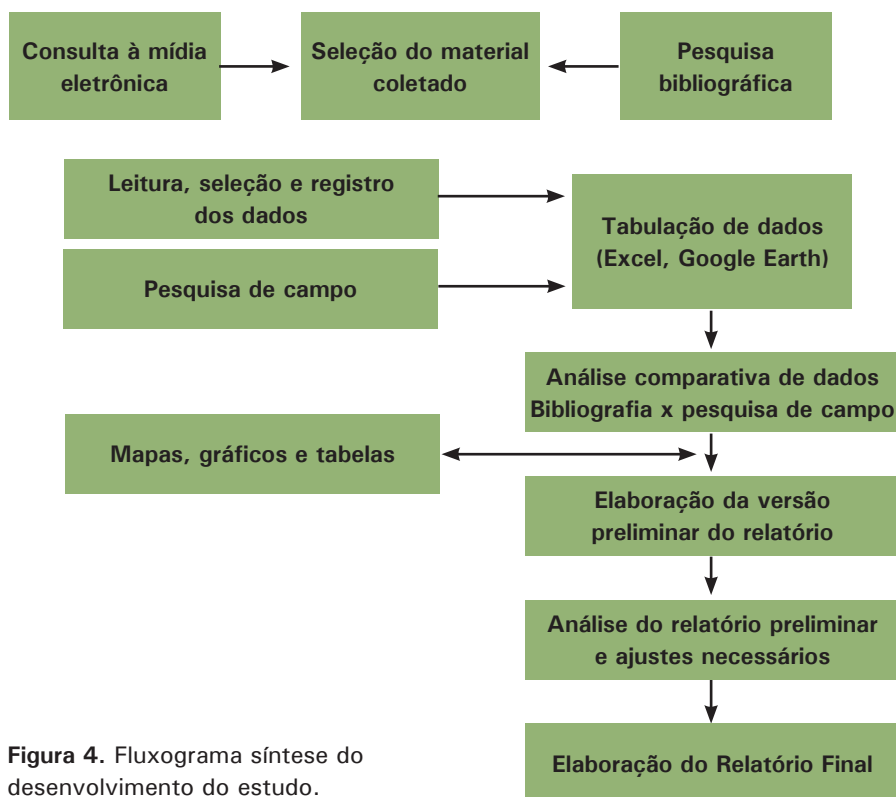 Consulta à mídia
eletrônica
Seleção do material
coletado
Pesquisa
bibliográfica
Leitura, seleção e registro
dos dados
Tabulação de dados
(Excel, Google Earth)
Pesquisa de campo
Análise comparativa de dados
Bibliografia x pesquisa de campo
Mapas, gráficos e tabelas
Elaboração da versão
preliminar do relatório
Análise do relatório preliminar
e ajustes necessários
Elaboração do Relatório Final
Figura 4. Fluxograma síntese do
desenvolvimento do estudo.